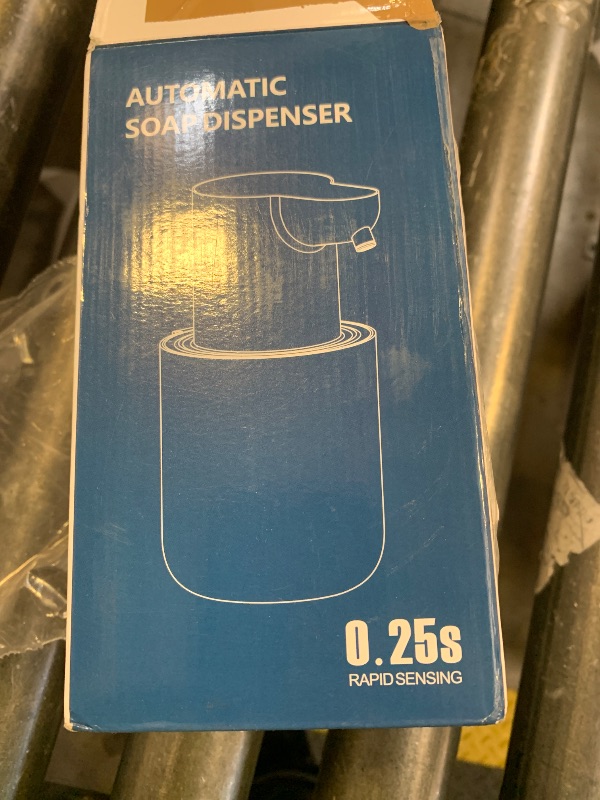 AUTOMATIC
SOAP DISPENSER
0.25s
RAPID SENSING